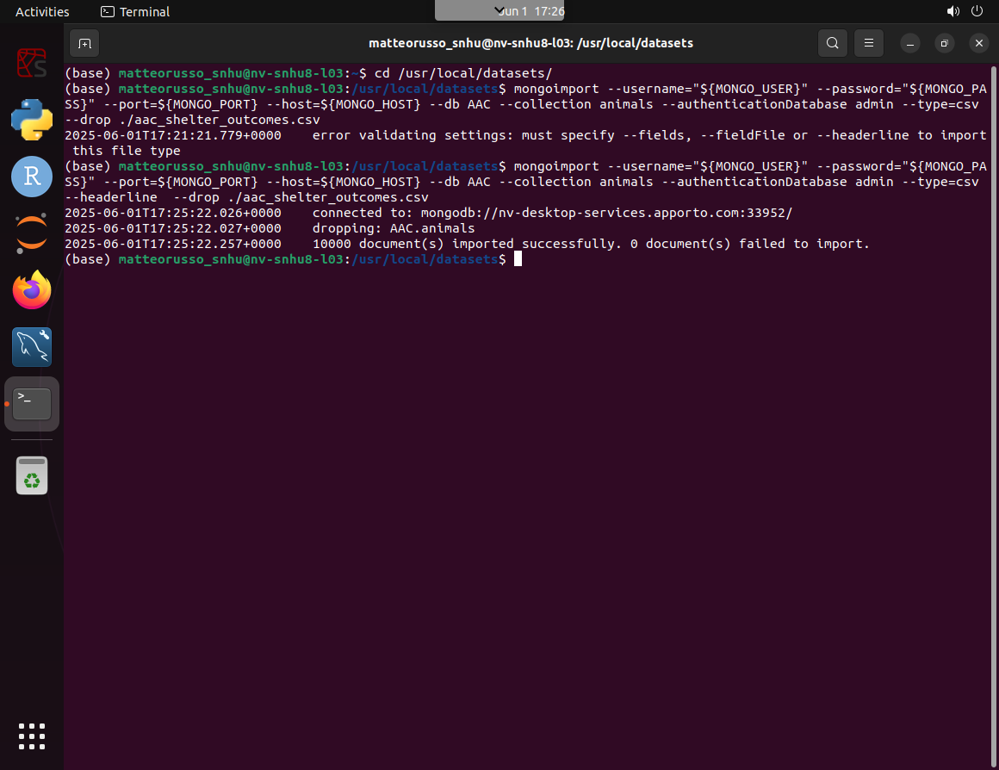 Activities
Terminal
Jun 1 17:26
matteorusso_snhu@nv-snhu8-l03: /usr/local/datasets
(base) matteorusso_snhu@nv-snhu8-l03:~$ cd /usr/local/datasets/
(base) matteorusso_snhu@nv-snhu8-l03:/usr/local/datasets$ mongoimport --username="${MONGO_USER}" --password="${MONGO_PA
SS}" --port=${MONGO_PORT} --host=${MONGO_HOST} --db AAC --collection animals --authenticationDatabase admin --type=csv
--drop ./aac_shelter_outcomes.csv
2025-06-01T17:21:21.779+0000    error validating settings: must specify --fields, --fieldFile or --headerline to import
 this file type
(base) matteorusso_snhu@nv-snhu8-l03:/usr/local/datasets$ mongoimport --username="${MONGO_USER}" --password="${MONGO_PA
SS}" --port=${MONGO_PORT} --host=${MONGO_HOST} --db AAC --collection animals --authenticationDatabase admin --type=csv
--headerline  --drop ./aac_shelter_outcomes.csv
2025-06-01T17:25:22.026+0000    connected to: mongodb://nv-desktop-services.apporto.com:33952/
2025-06-01T17:25:22.027+0000    dropping: AAC.animals
2025-06-01T17:25:22.257+0000    10000 document(s) imported successfully. 0 document(s) failed to import.
(base) matteorusso_snhu@nv-snhu8-l03:/usr/local/datasets$
S
R
>_